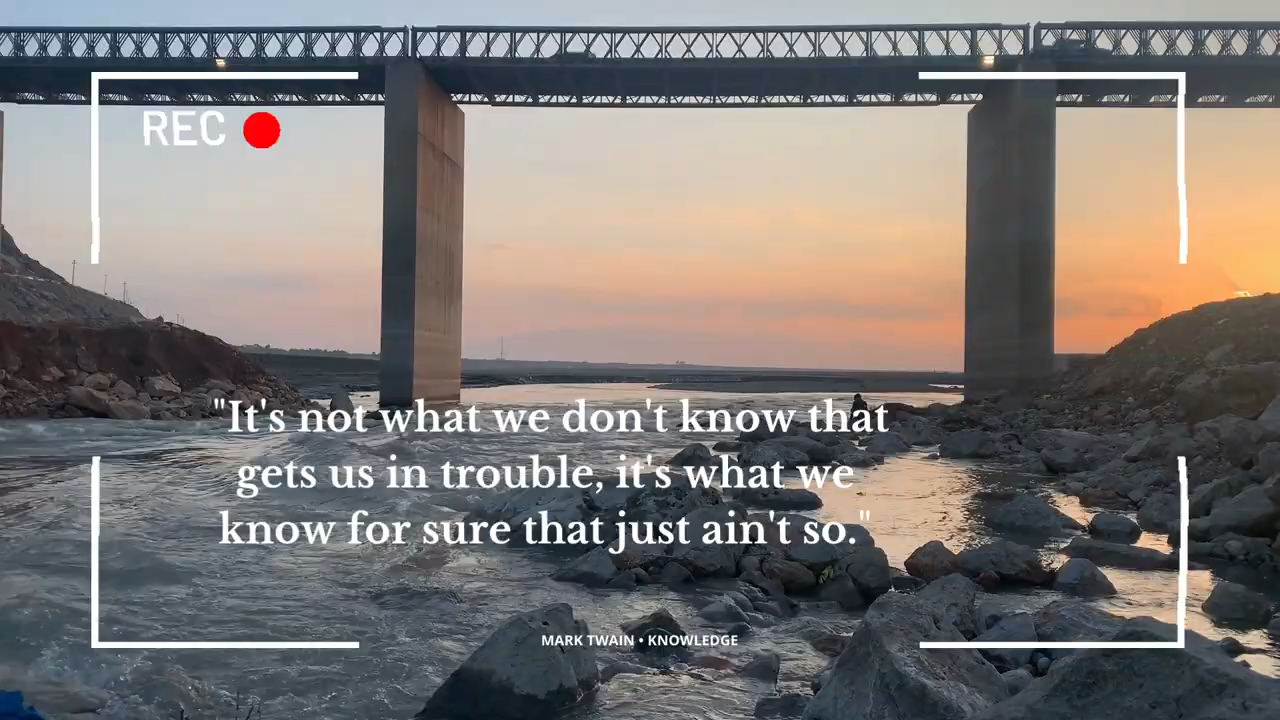 REC
"It's not what we don't know that
gets us in trouble, it's what we
know for sure that just ain't so."
MARK TWAIN • KNOWLEDGE